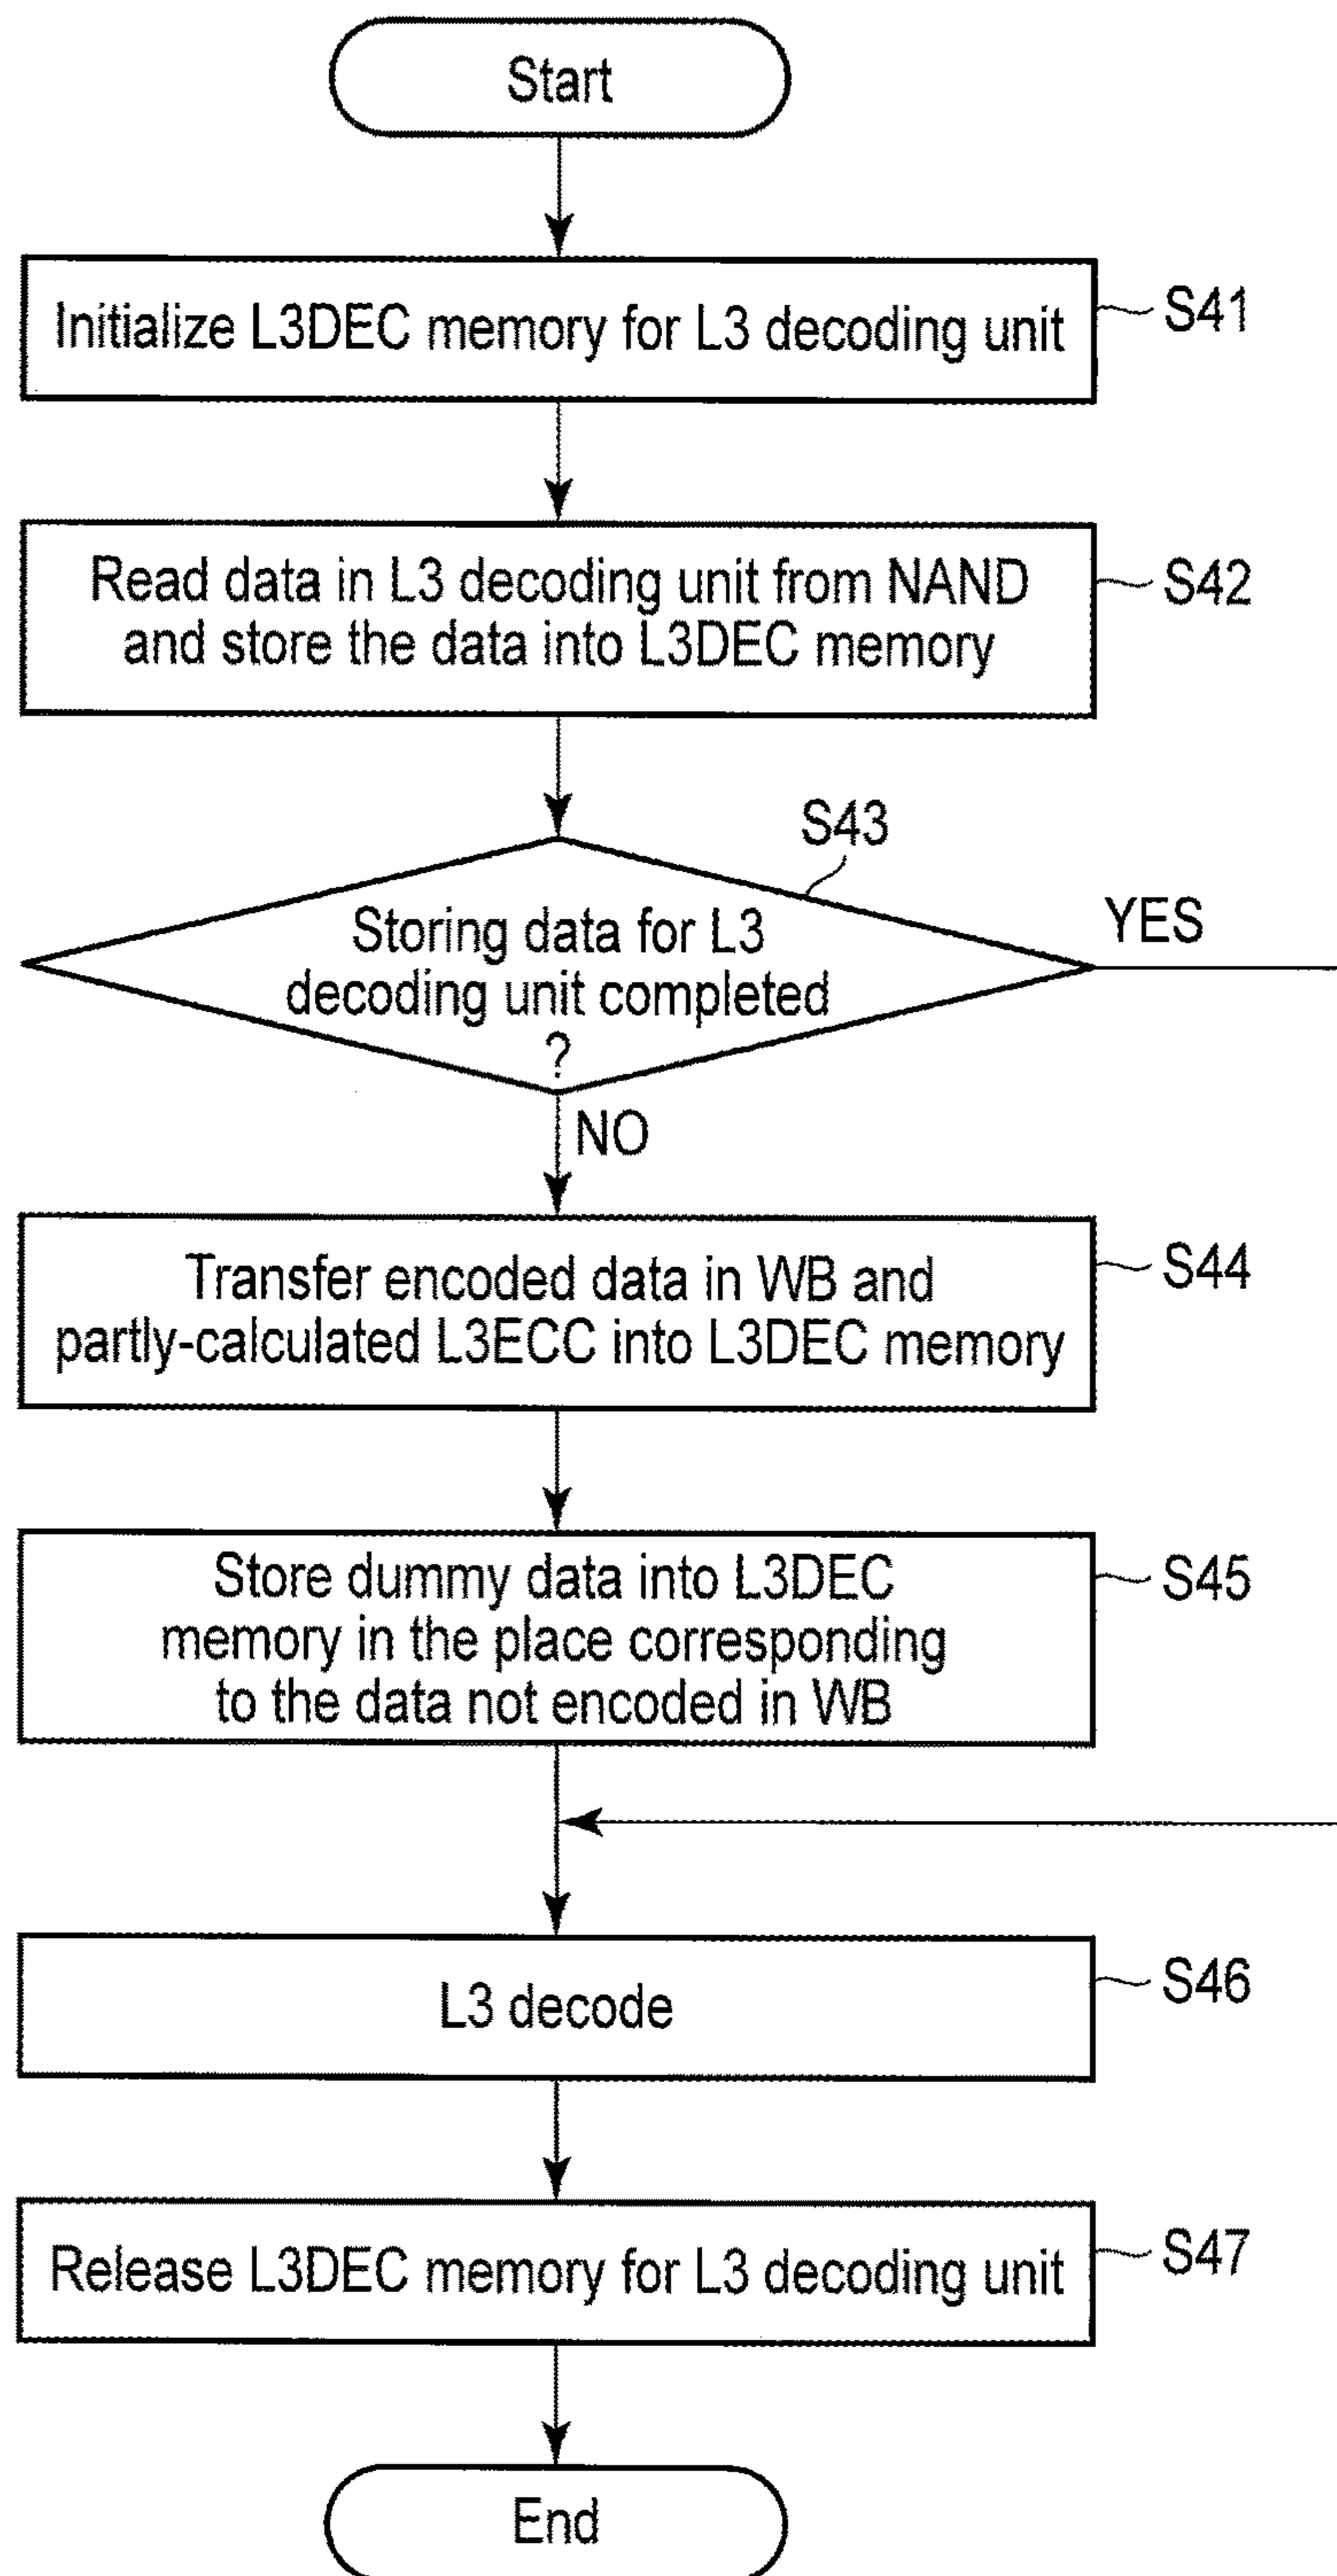 Start
Initialize L3DEC memory for L3 decoding unit
S41
Read data in L3 decoding unit from NAND
and store the data into L3DEC memory
S42
S43
Storing data for L3
decoding unit completed
?
YES
NO
Transfer encoded data in WB and
partly-calculated L3ECC into L3DEC memory
S44
Store dummy data into L3DEC
memory in the place corresponding
to the data not encoded in WB
S45
L3 decode
S46
Release L3DEC memory for L3 decoding unit
S47
End